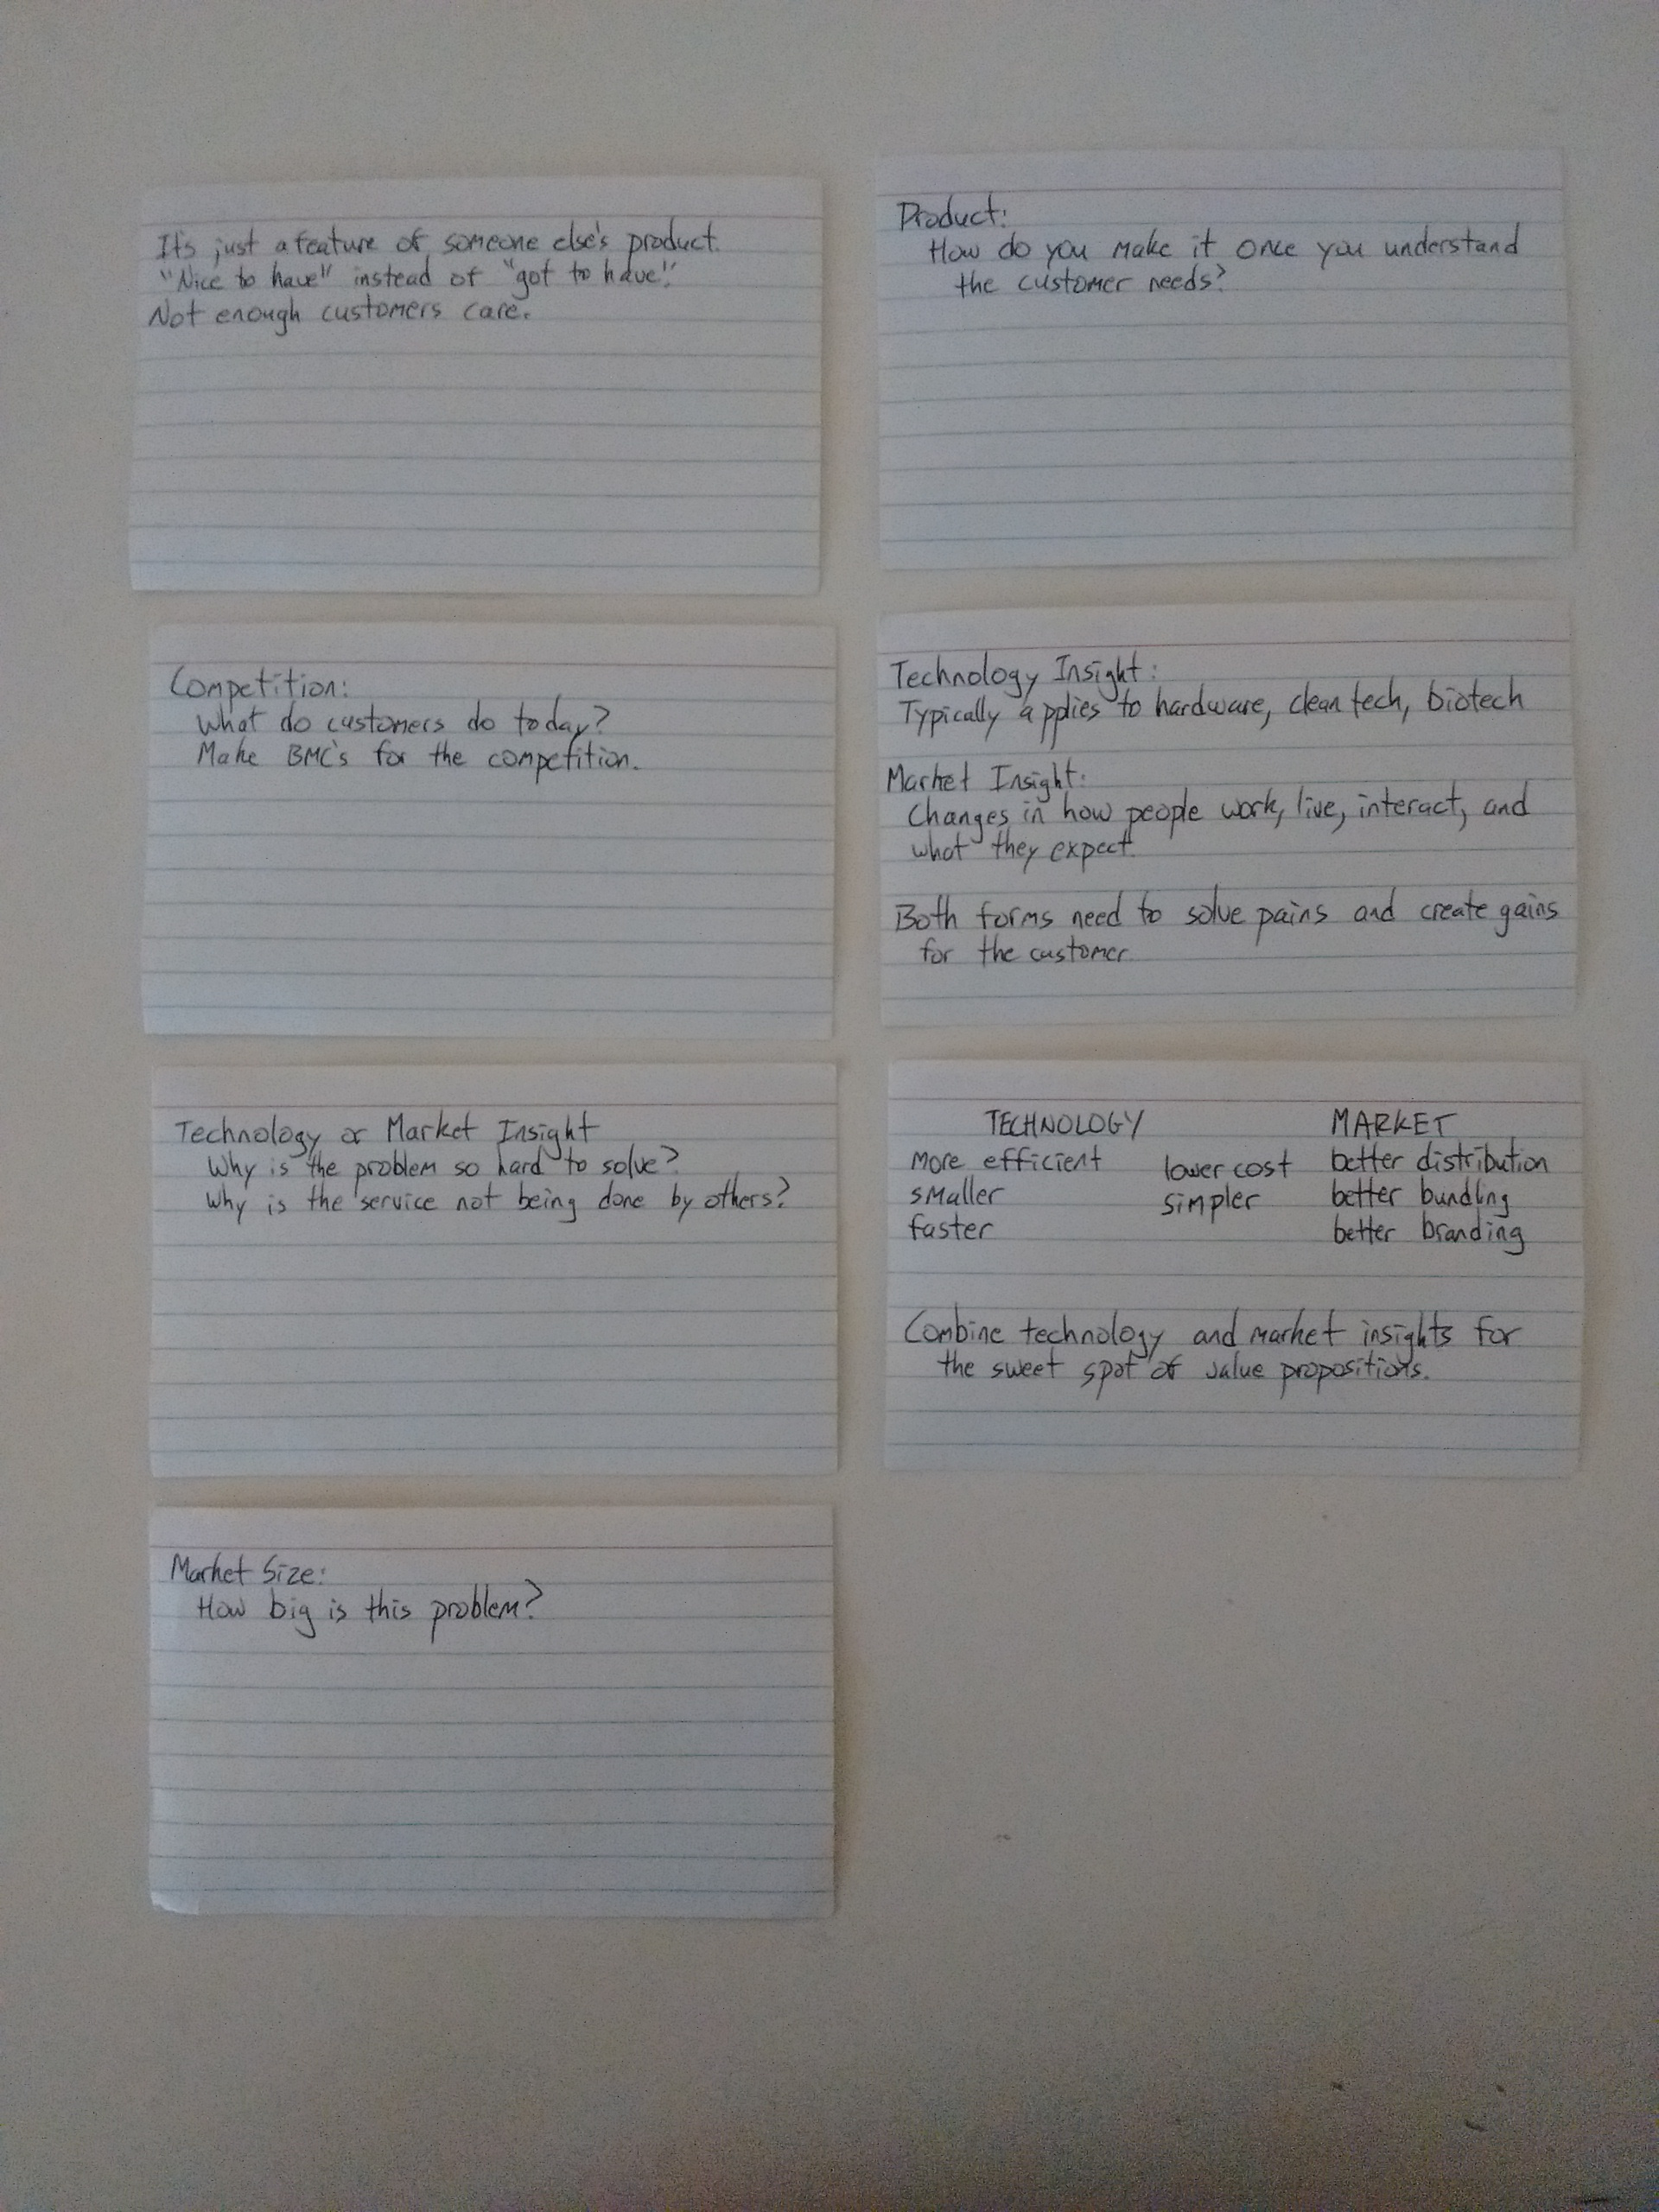 It's just a feature of someone else's product.
"Nice to have" instead of "got to have."
Not enough customers care.
Competition:
What do customers do today?
Make BMC's for the competition.
Technology or Market Insight
Why is the problem so hard to solve?
Why is the service not being done by others?
Market Size:
How big is this problem?
Product:
How do you make it once you understand
the customer needs?
Technology Insight:
Typically applies to hardware, clean tech, biotech
Market Insight:
Changes in how people work, live, interact, and
what they expect.
Both forms need to solve pains and create gains
for the customer
TECHNOLOGY MARKET
more efficient lower cost better distribution
smaller simpler better bundling
faster better branding
Combine technology and market insights for
the sweet spot of value propositions.